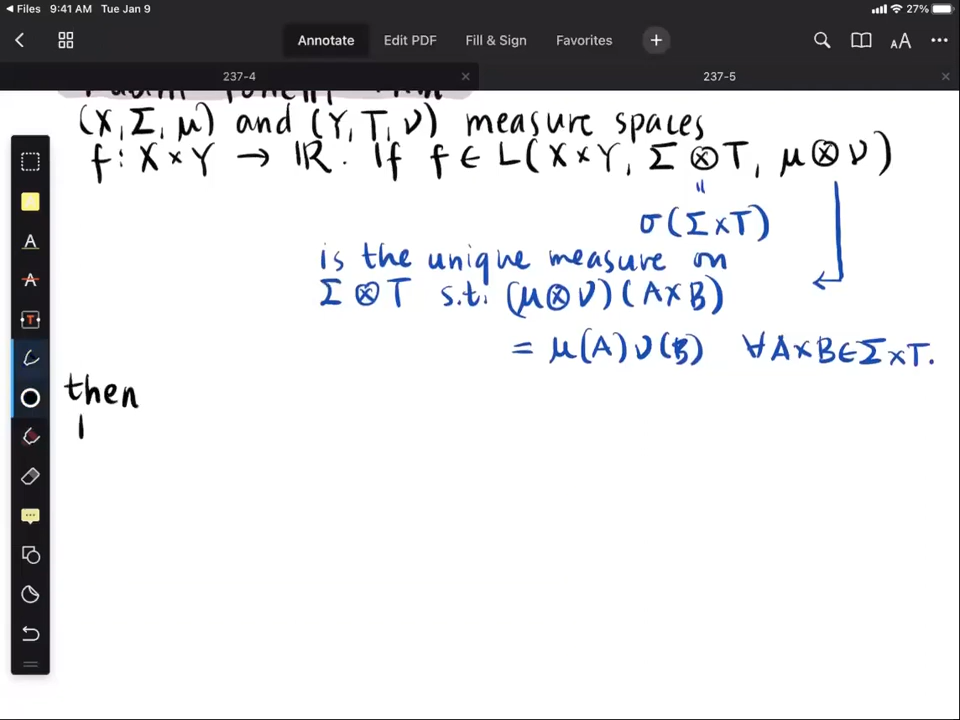 Files 9:41 AM Tue Jan 9 27%
Annotate Edit PDF Fill & Sign Favorites
237-4 237-5
(X, Σ, μ) and (Y, T, ν) measure spaces
f: X × Y → ℝ. If f ∈ L(X × Y, Σ ⊗ T, μ ⊗ ν)
"
σ(Σ × T)
is the unique measure on
Σ ⊗ T s.t. (μ ⊗ ν)(A × B)
= μ(A) ν(B) ∀ A × B ∈ Σ × T.
then